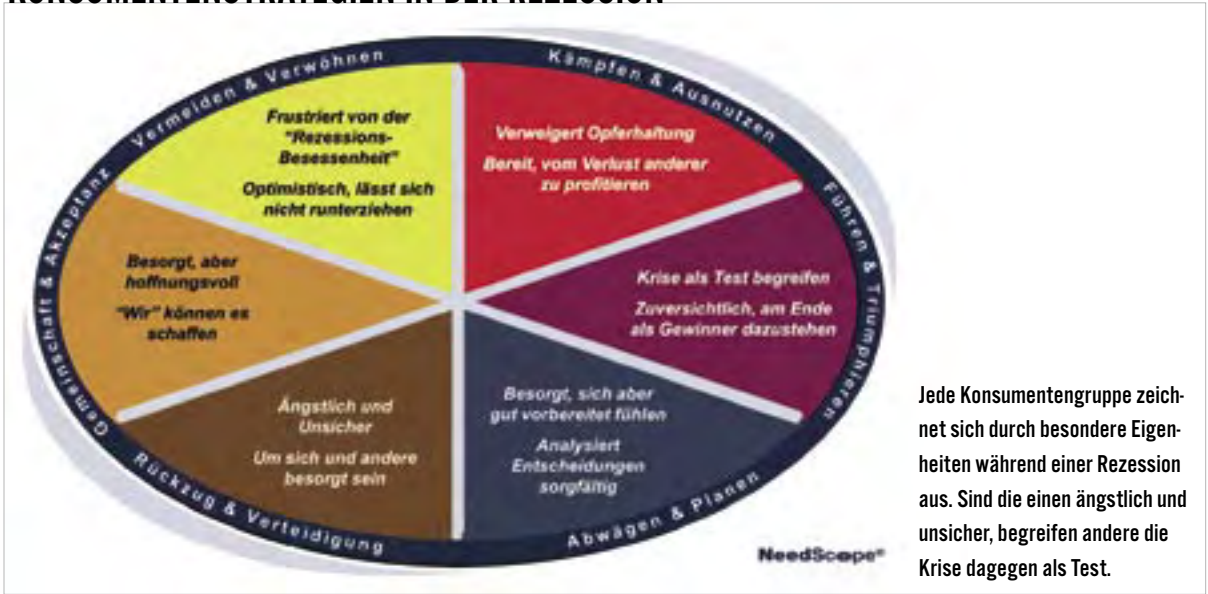 KONSUMENTENSTRATEGIEN IN DER REZESSION
Vermeiden & Verwöhnen
Frustriert von der
"Rezessions-
Besessenheit"
Optimistisch, lässt sich
nicht runterziehen
Kämpfen & Ausnutzen
Verweigert Opferhaltung
Bereit, vom Verlust anderer
zu profitieren
Führen & Triumphieren
Krise als Test begreifen
Zuversichtlich, am Ende
als Gewinner dazustehen
Abwägen & Planen
Besorgt, sich aber
gut vorbereitet fühlen
Analysiert
Entscheidungen
sorgfältig
Rückzug & Verteidigung
Ängstlich und
Unsicher
Um sich und andere
besorgt sein
Gemeinschaft & Akzeptanz
Besorgt, aber
hoffnungsvoll
"Wir" können es
schaffen
NeedScope®
Jede Konsumentengruppe zeich-
net sich durch besondere Eigen-
heiten während einer Rezession
aus. Sind die einen ängstlich und
unsicher, begreifen andere die
Krise dagegen als Test.